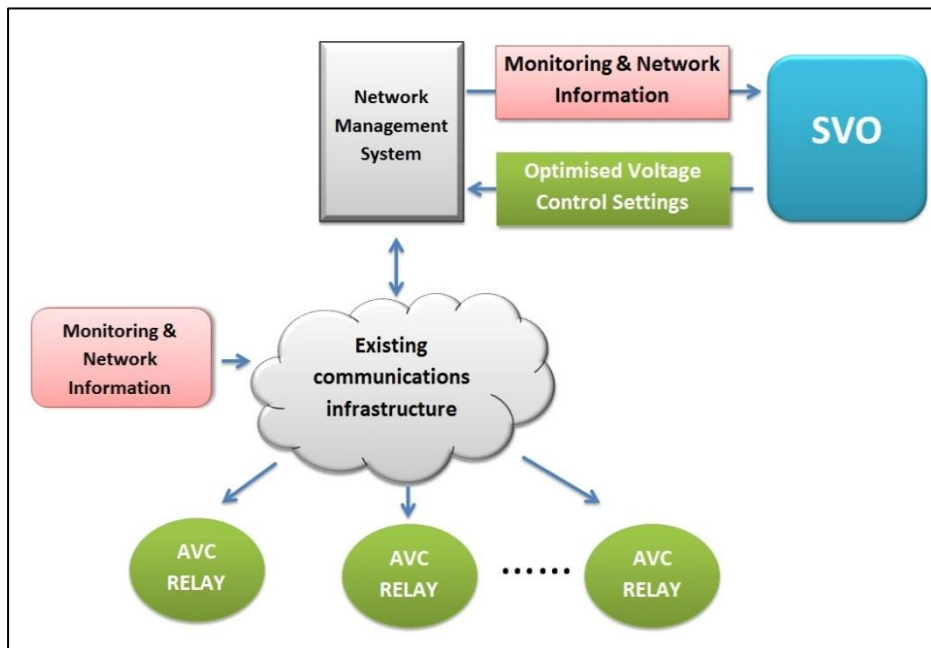 Monitoring & Network
Information
Network
Management
System
SVO
Optimised Voltage
Control Settings
Monitoring &
Network
Information
Existing
communications
infrastructure
AVC
RELAY
AVC
RELAY
......
AVC
RELAY